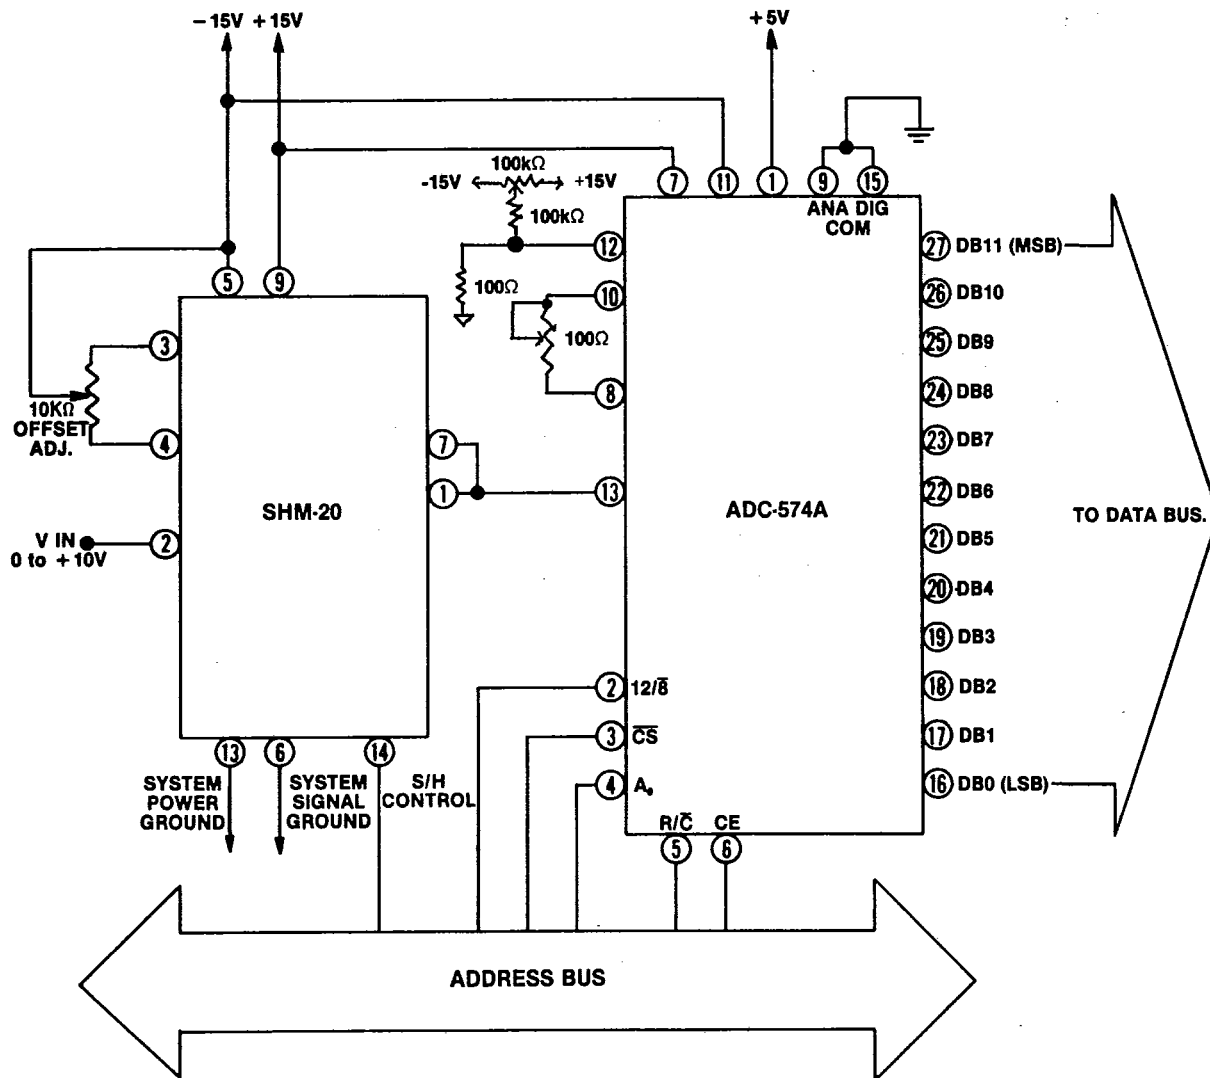 −15V +15V
+5V
7 11 1 9 15
ANA DIG
COM
100kΩ
-15V +15V
100kΩ
12
100Ω
10
100Ω
8
5 9
3
10KΩ
OFFSET
ADJ.
4
7
1
13
SHM-20
ADC-574A
V IN
0 to +10V
2
27 DB11 (MSB)
26 DB10
25 DB9
24 DB8
23 DB7
22 DB6
21 DB5
20 DB4
19 DB3
18 DB2
17 DB1
16 DB0 (LSB)
TO DATA BUS.
2 12/8̅
3 C̅S̅
4 A₀
R/C̅ CE
5 6
13 6 14
SYSTEM
POWER
GROUND
SYSTEM
SIGNAL
GROUND
S/H
CONTROL
ADDRESS BUS